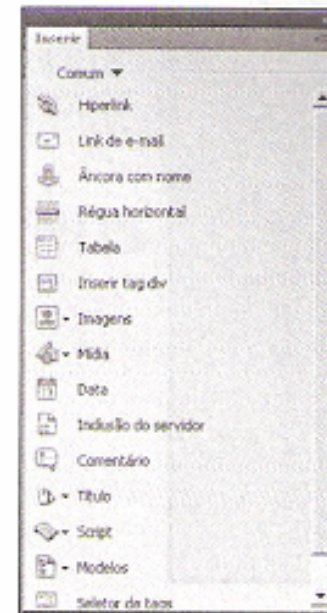 Inserir
Comum
Hiperlink
Link de e-mail
Âncora com nome
Régua horizontal
Tabela
Inserir tag div
Imagens
Mídia
Data
Inclusão do servidor
Comentário
Título
Script
Modelos
Seletor de tags